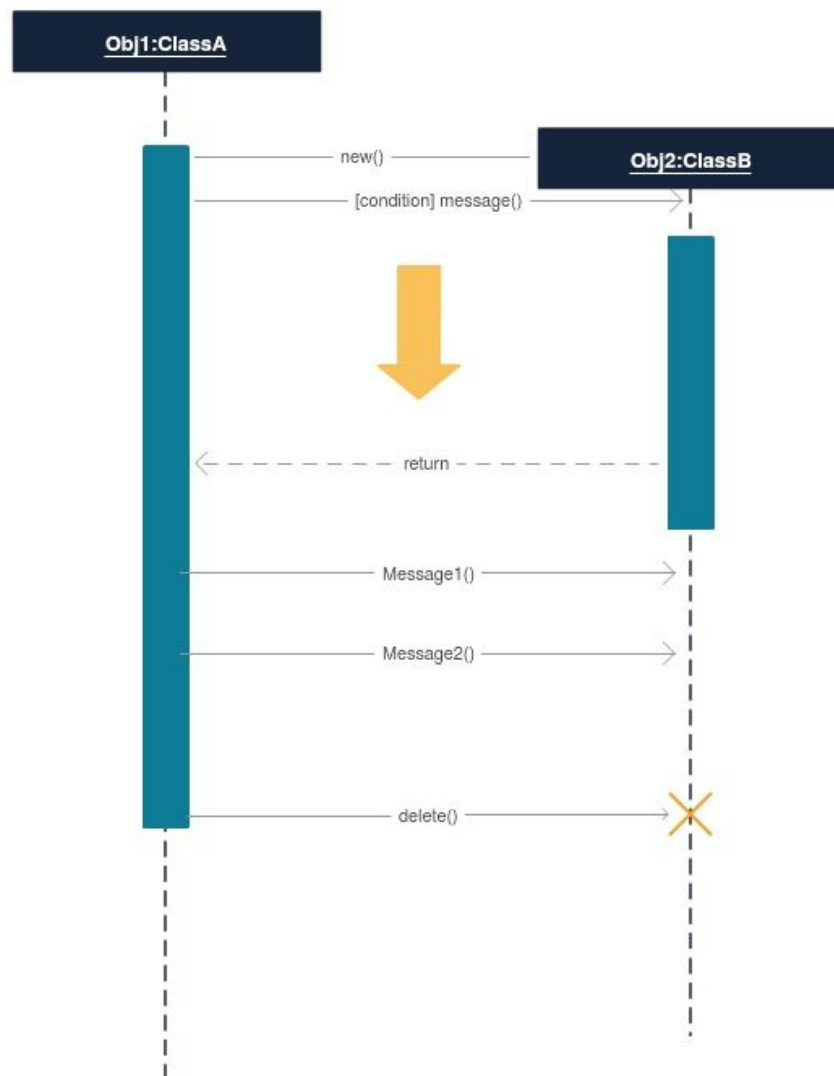 Obj1:ClassA
new()
Obj2:ClassB
[condition] message()
return
Message1()
Message2()
delete()